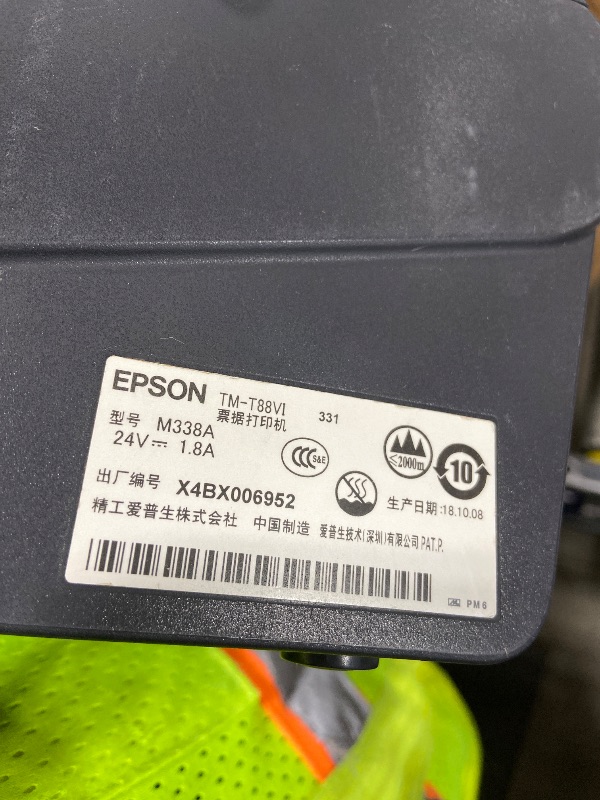 EPSON TM-T88VI 331
票据打印机
型号 M338A
24V⎓ 1.8A
CCC S&E
≤2000m
10
出厂编号 X4BX006952
生产日期:18.10.08
精工爱普生株式会社 中国制造 爱普生技术(深圳)有限公司 PAT.P.
PM6